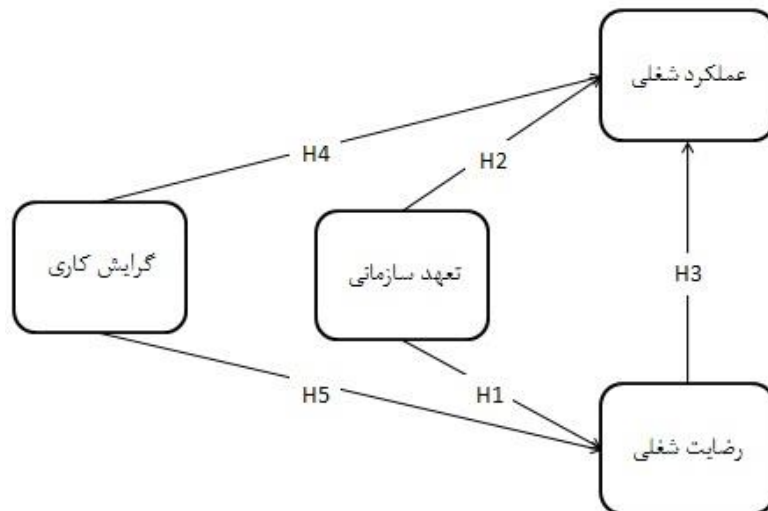 عملکرد شغلی
H4
H2
گرایش کاری
تعهد سازمانی
H3
H5
H1
رضایت شغلی